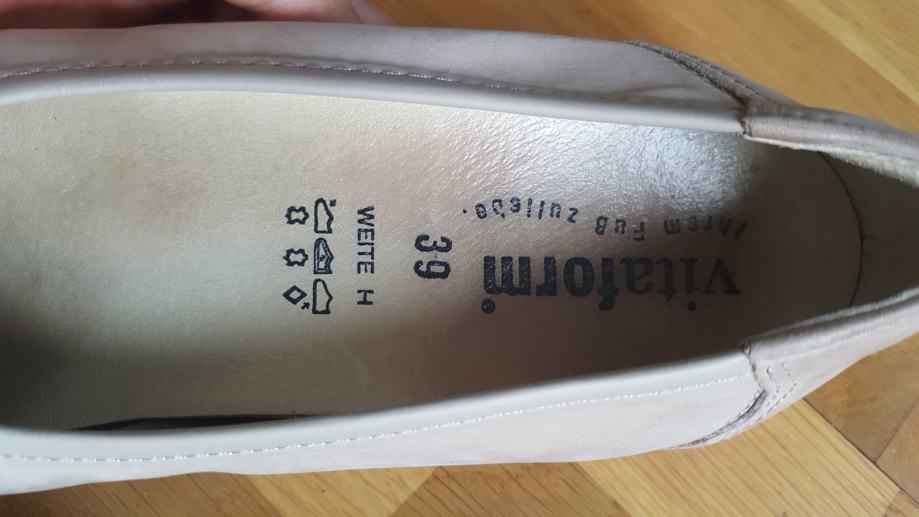 vitaform.
Ihrem Fuß zuliebe.
39
WEITE H